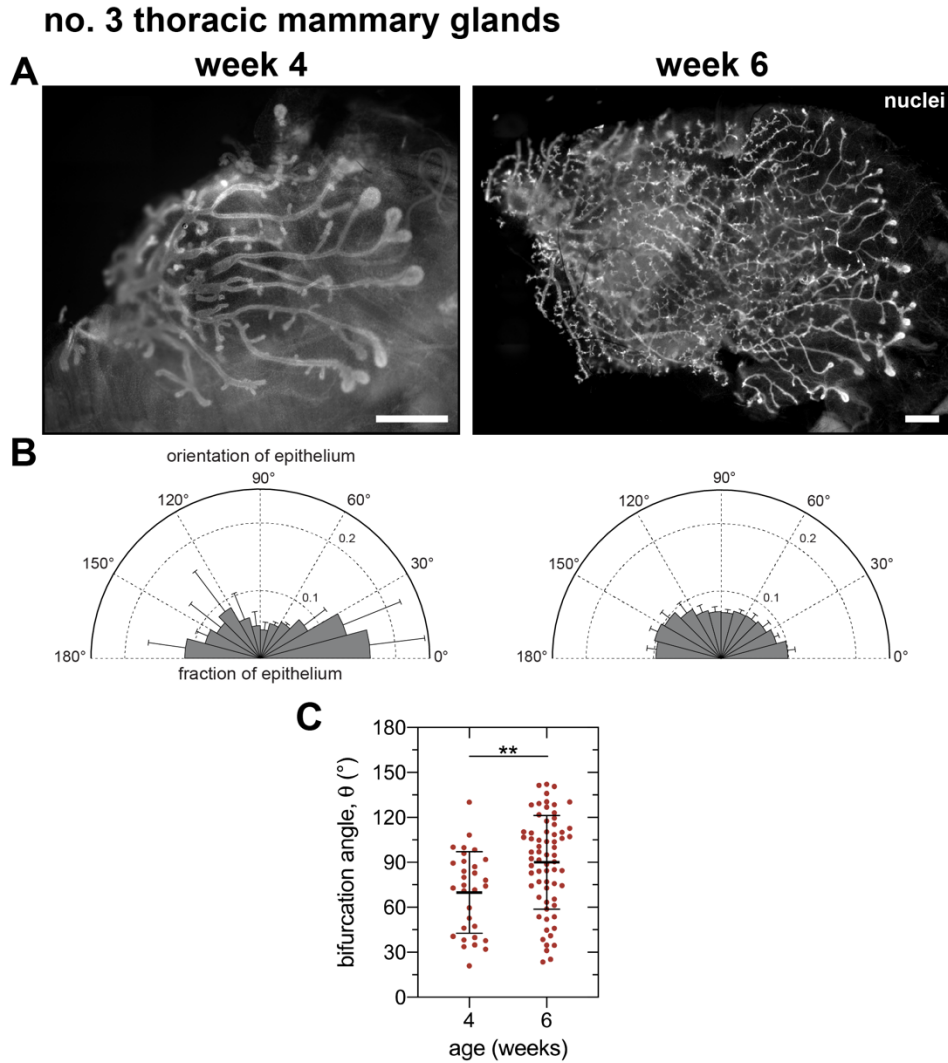 no. 3 thoracic mammary glands
A
week 4
week 6
nuclei
B
orientation of epithelium
90°
120°
60°
150°
30°
0.2
0.1
180°
0°
fraction of epithelium
90°
120°
60°
150°
30°
0.2
0.1
180°
0°
C
180
150
120
90
60
30
0
**
bifurcation angle, θ (°)
4
6
age (weeks)